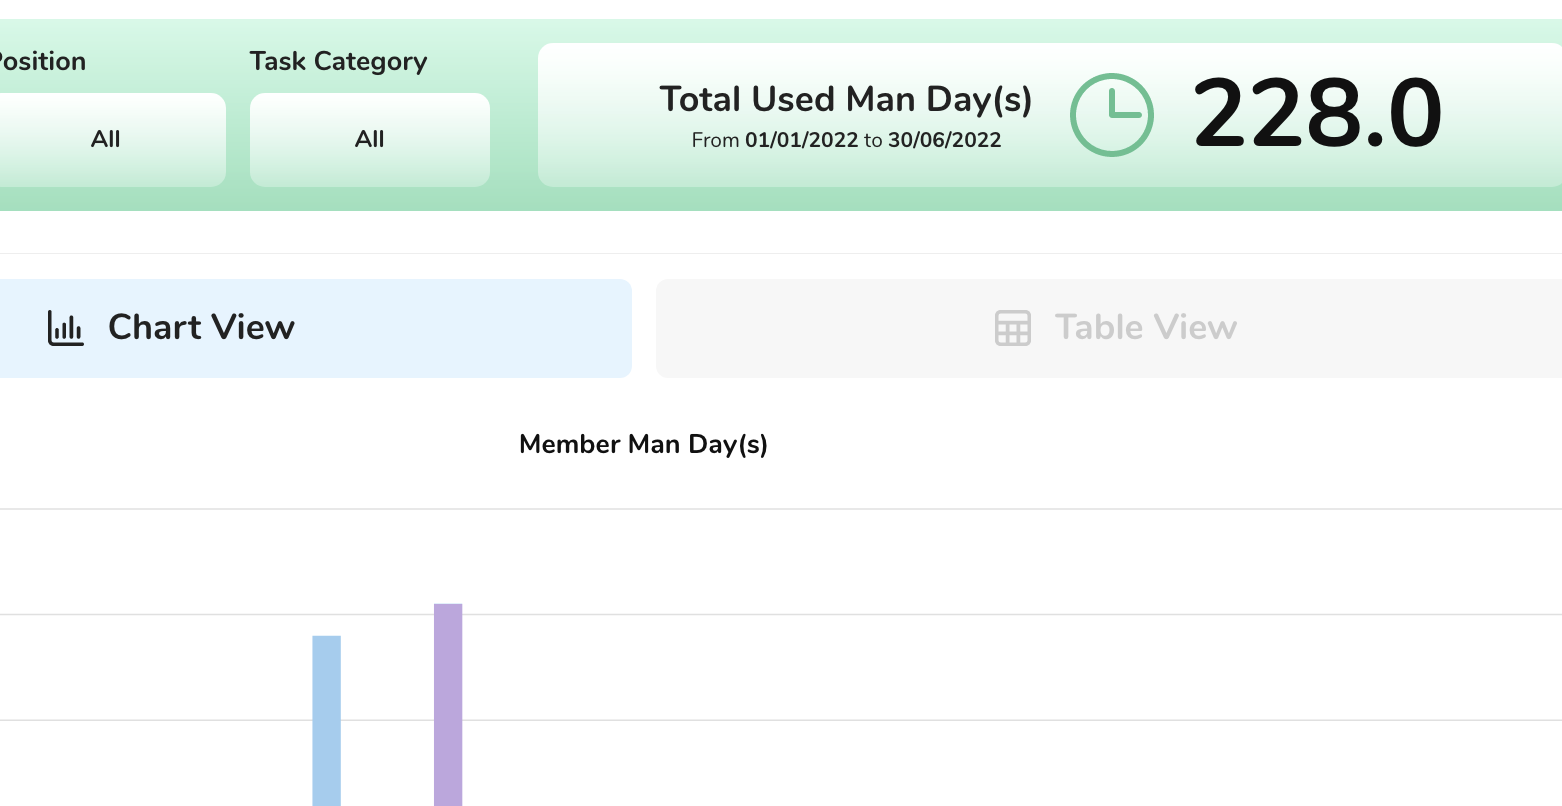 Position
Task Category
All
All
Total Used Man Day(s)
From 01/01/2022 to 30/06/2022
228.0
Chart View
Table View
Member Man Day(s)